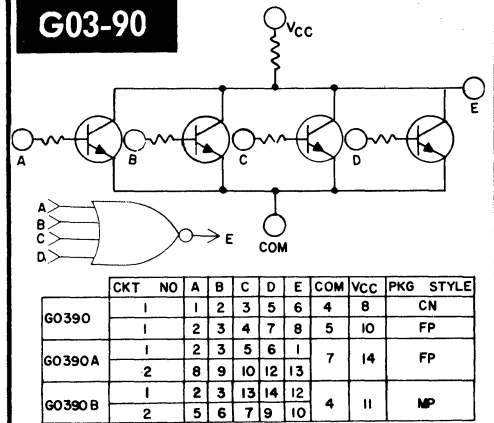 G03-90
VCC
E
A
B
C
D
COM
A
B
C
D
E
CKT NO A B C D E COM VCC PKG STYLE
G0390 1 1 2 3 5 6 4 8 CN
1 2 3 4 7 8 5 10 FP
G0390A 1 2 3 5 6 1 7 14 FP
2 8 9 10 12 13
G0390B 1 2 3 13 14 12 4 11 MP
2 5 6 7 9 10